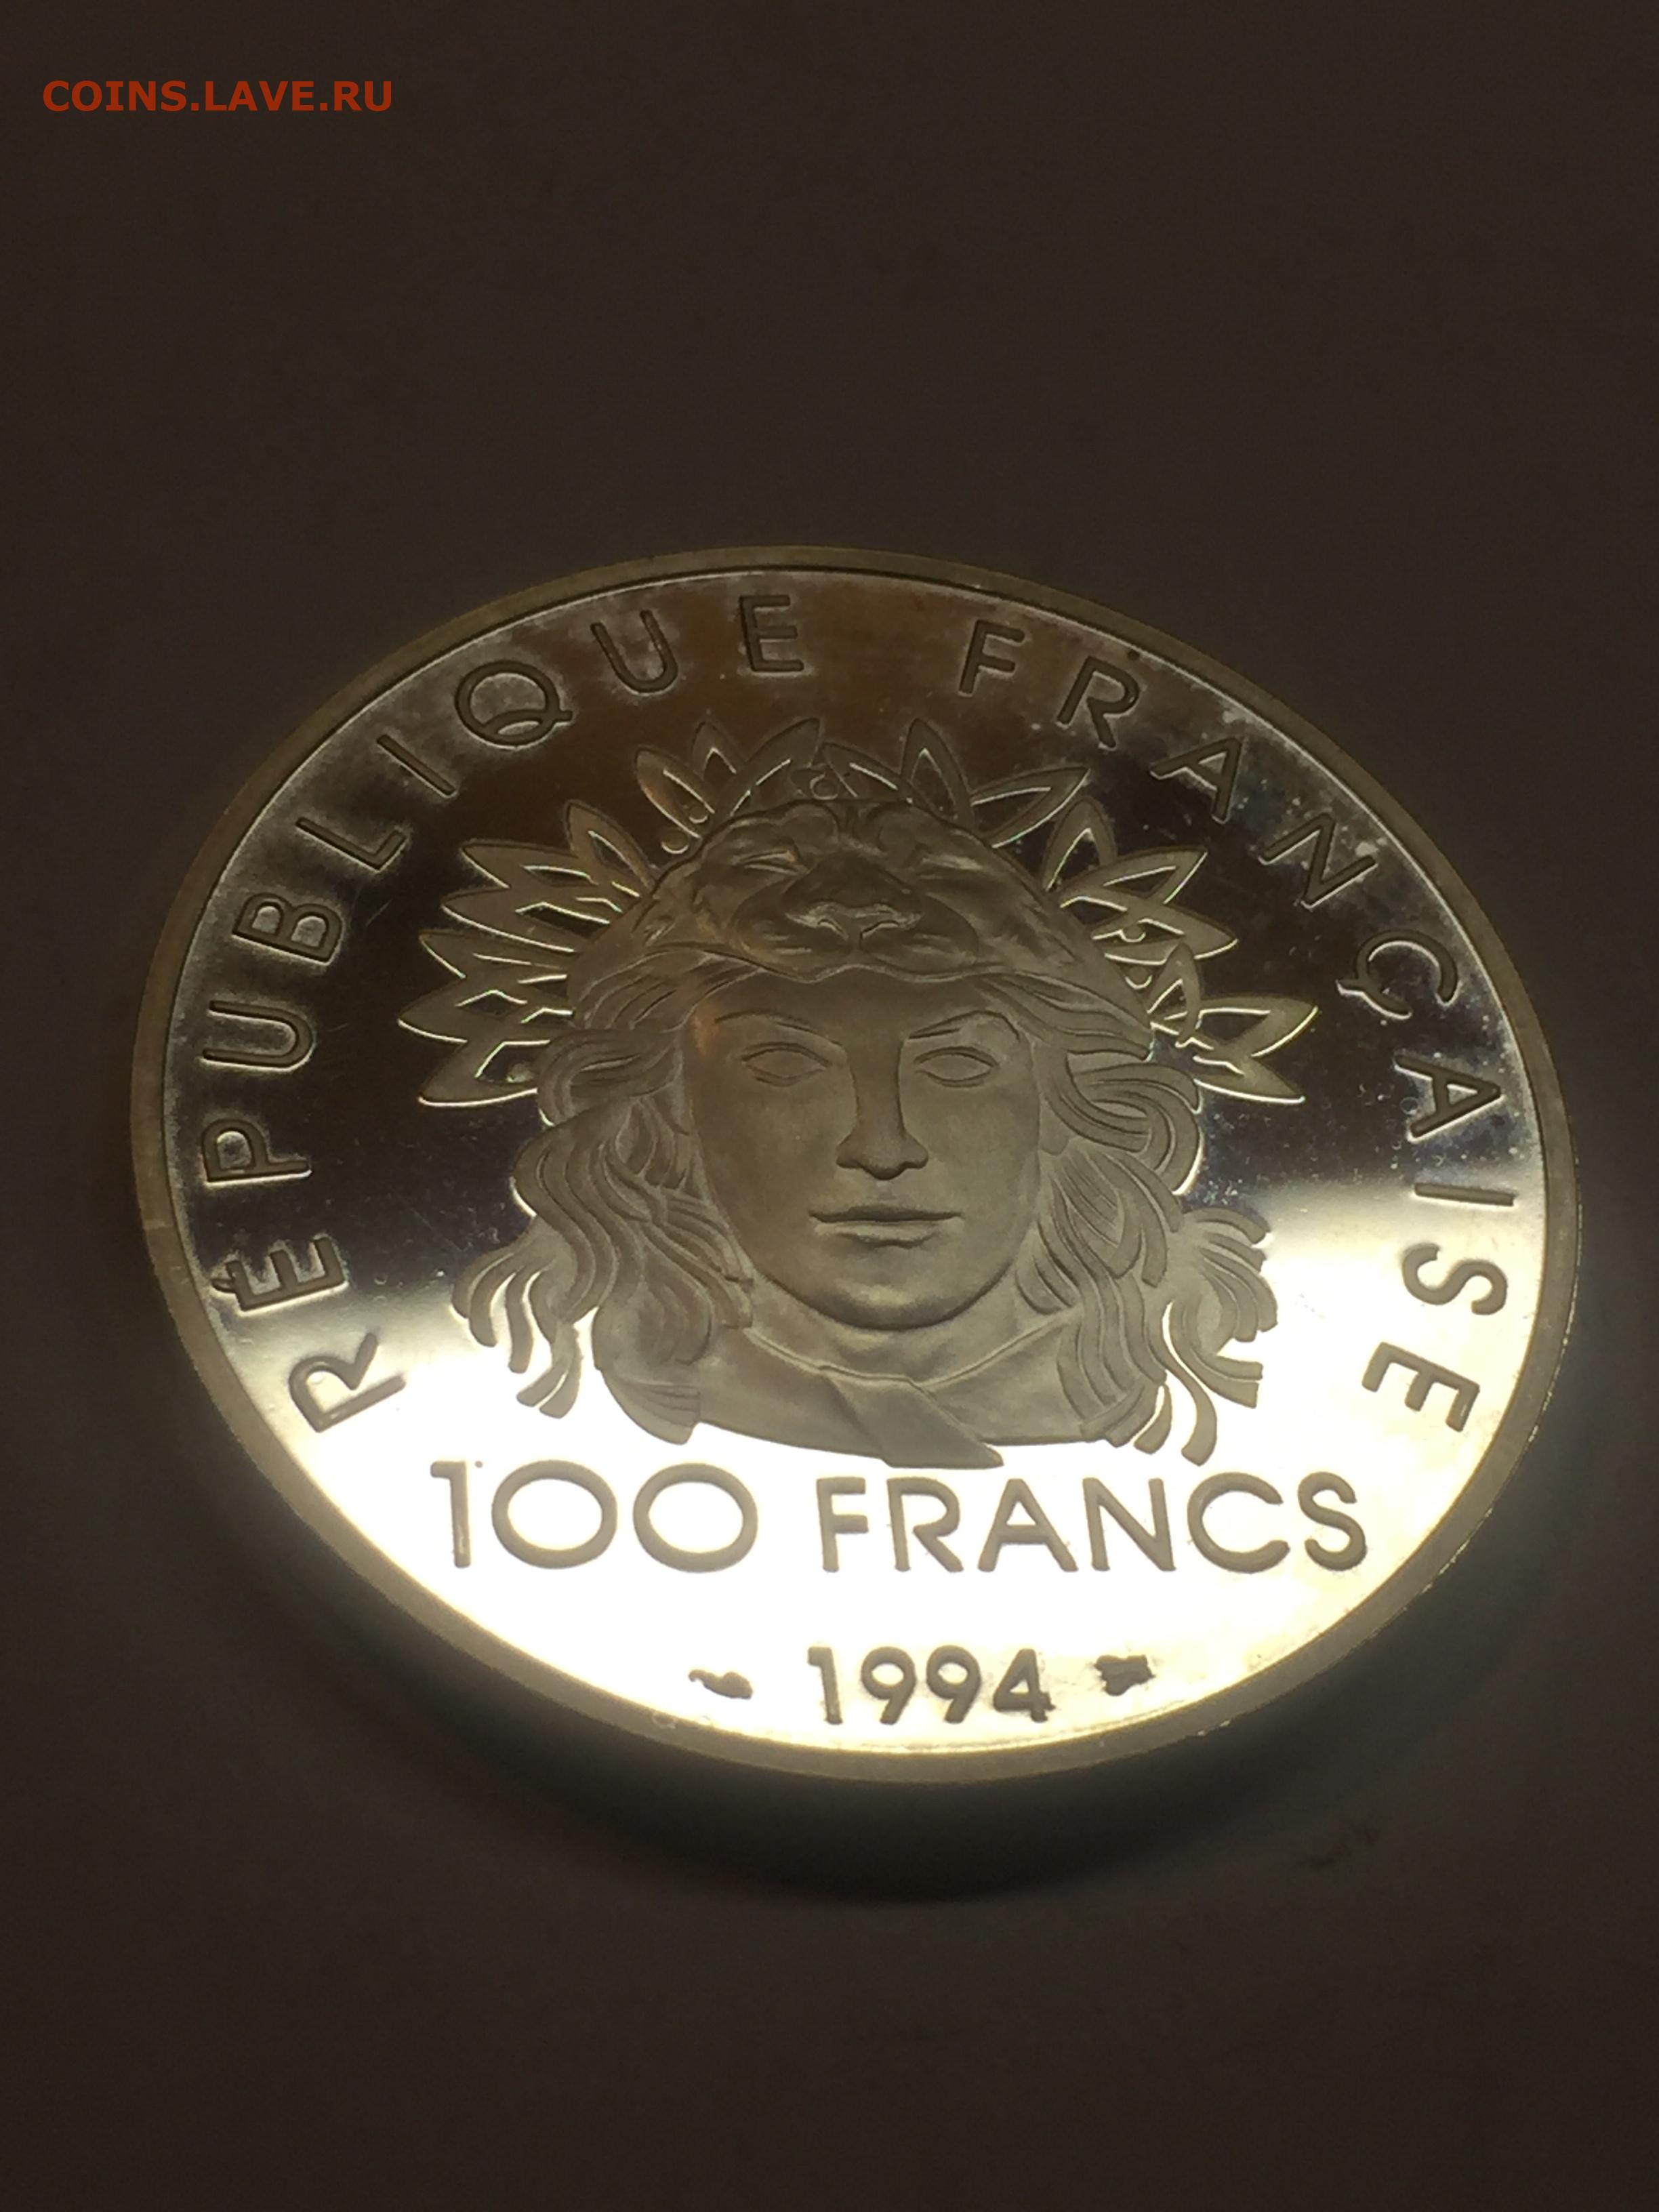 COINS.LAVE.RU
RÉPUBLIQUE FRANÇAISE
100 FRANCS
1994